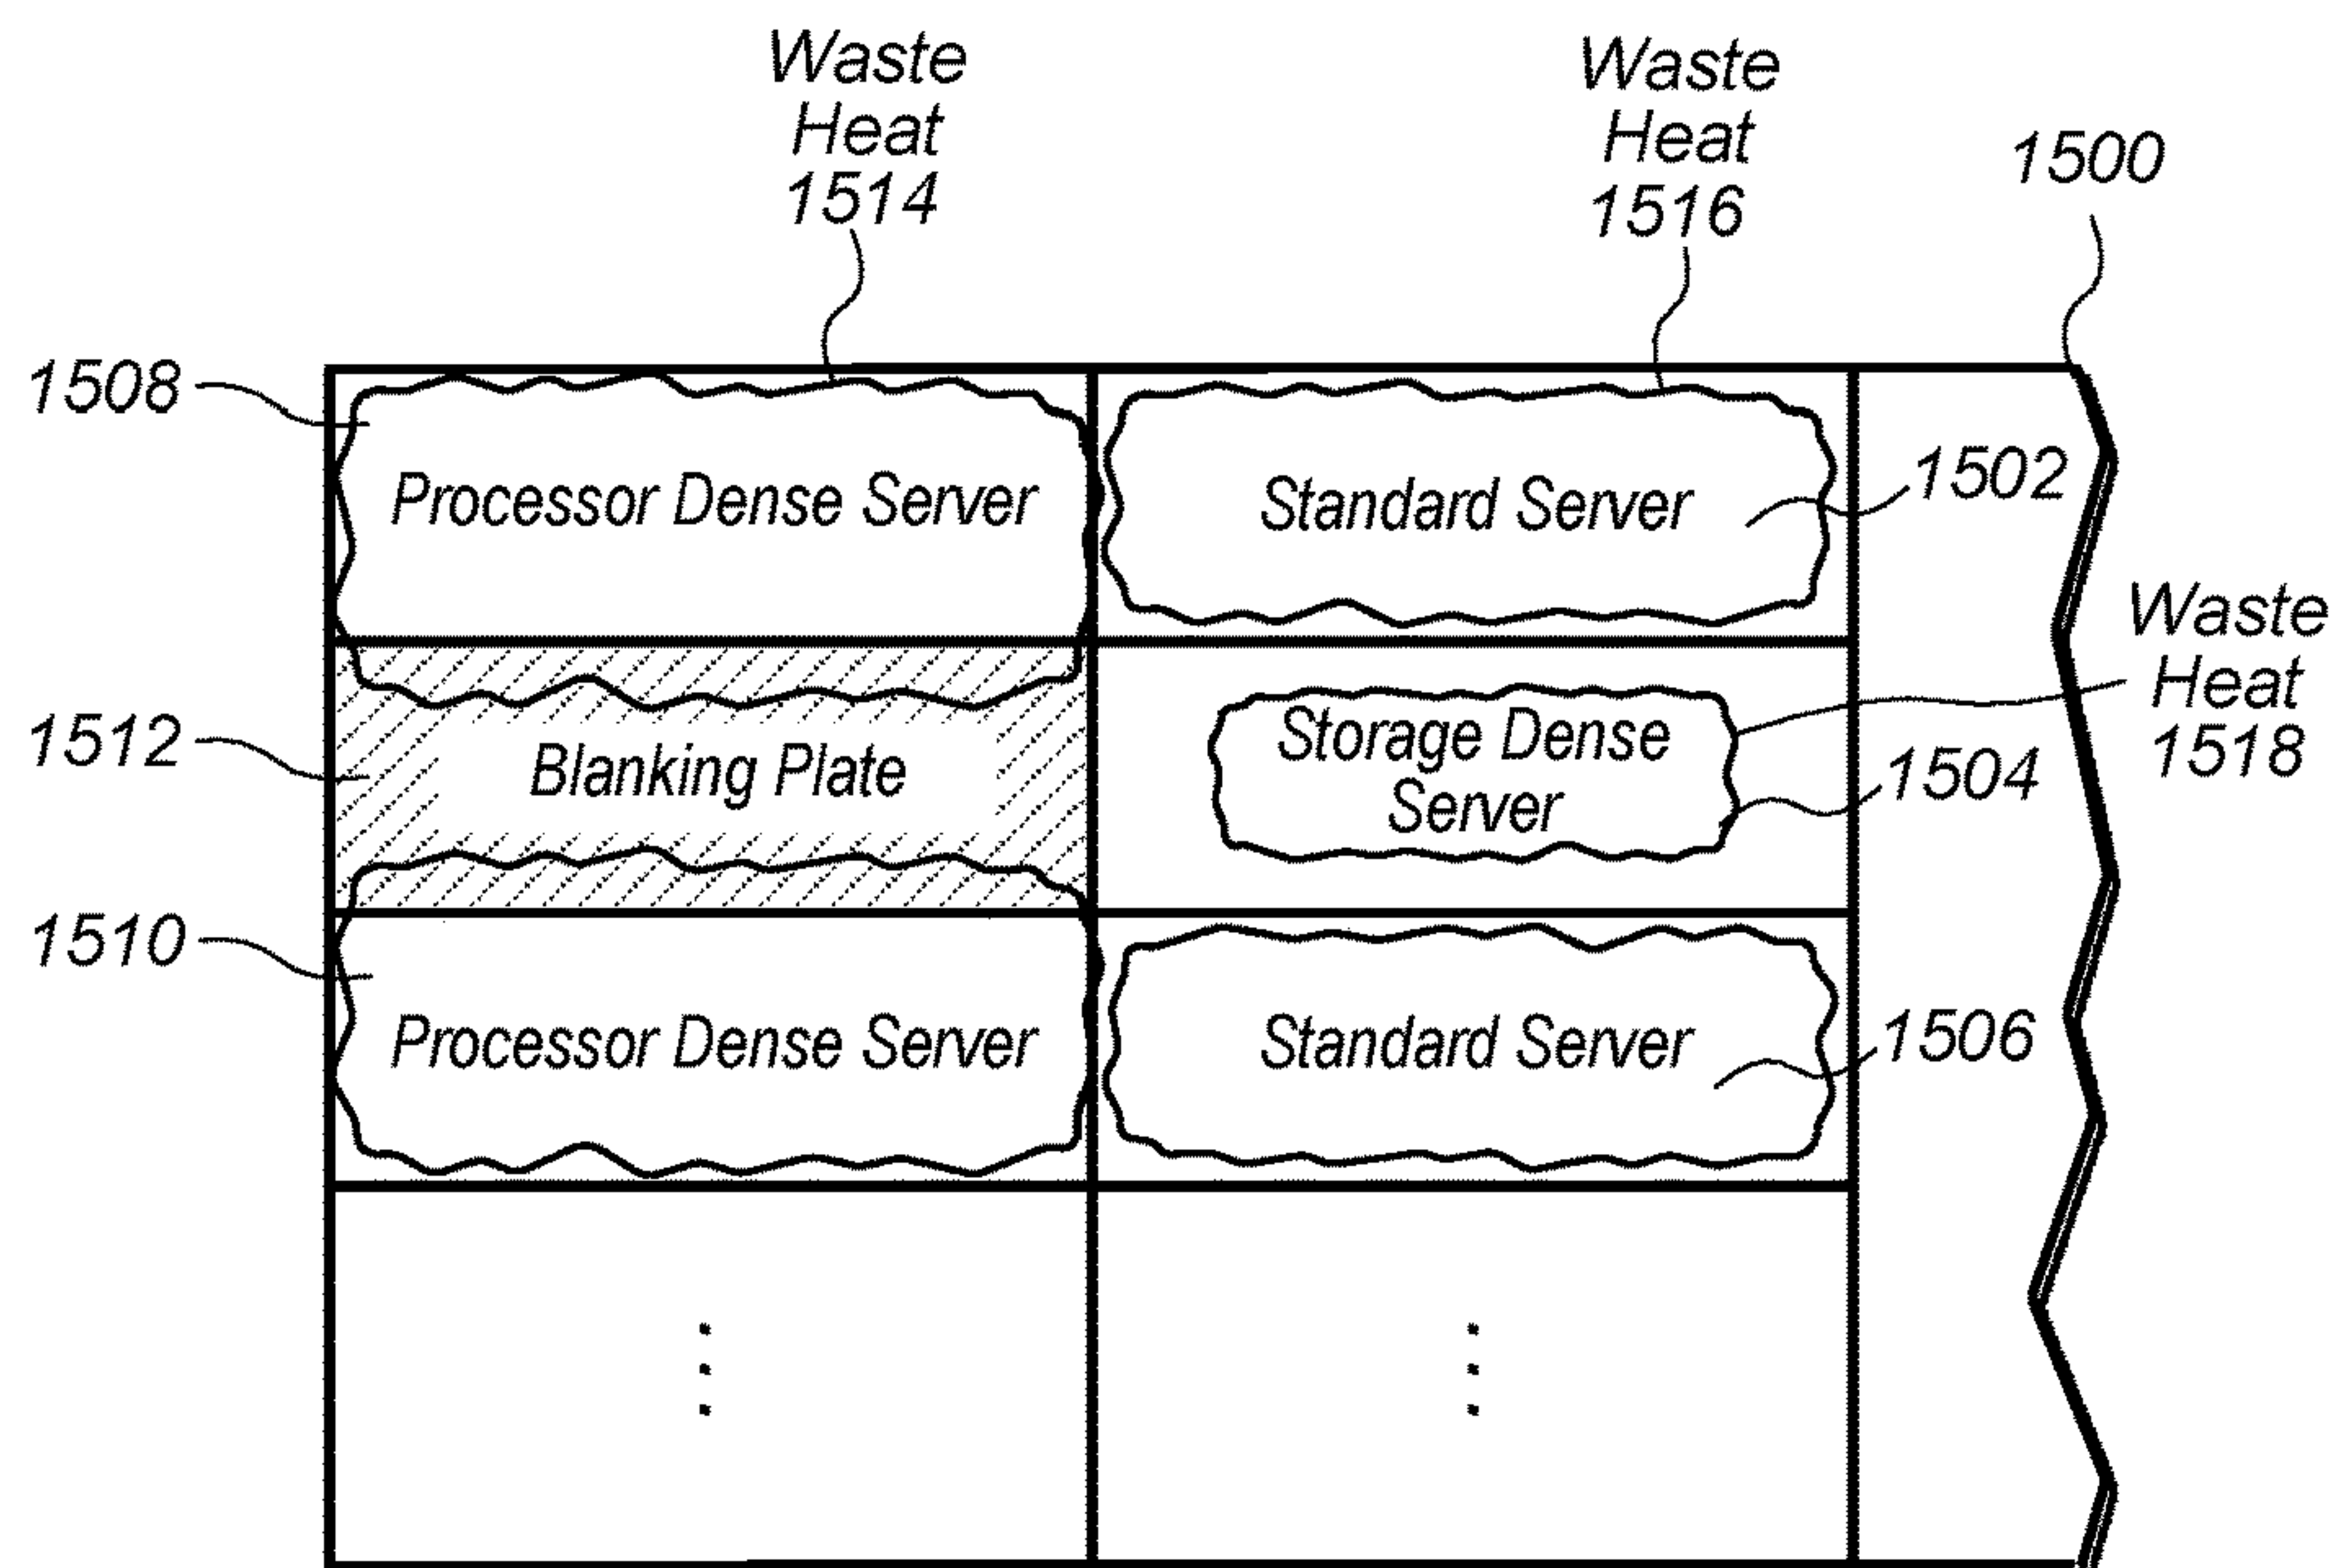 Waste
Heat
1514
Waste
Heat
1516
1500
1508
Processor Dense Server
Standard Server
1502
Waste
Heat
1518
1512
Blanking Plate
Storage Dense
Server
1504
1510
Processor Dense Server
Standard Server
1506